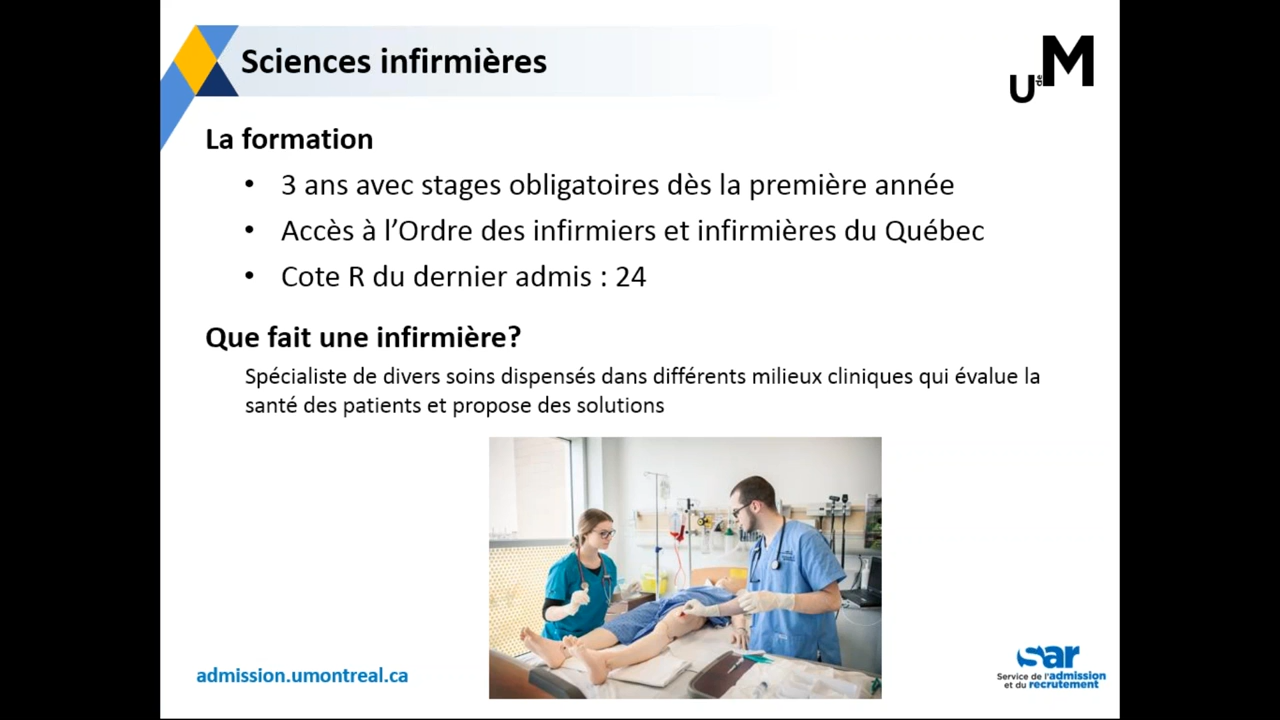 Sciences infirmières
U de M
La formation
• 3 ans avec stages obligatoires dès la première année
• Accès à l’Ordre des infirmiers et infirmières du Québec
• Cote R du dernier admis : 24
Que fait une infirmière?
Spécialiste de divers soins dispensés dans différents milieux cliniques qui évalue la
santé des patients et propose des solutions
admission.umontreal.ca
sar
Service de l'admission
et du recrutement